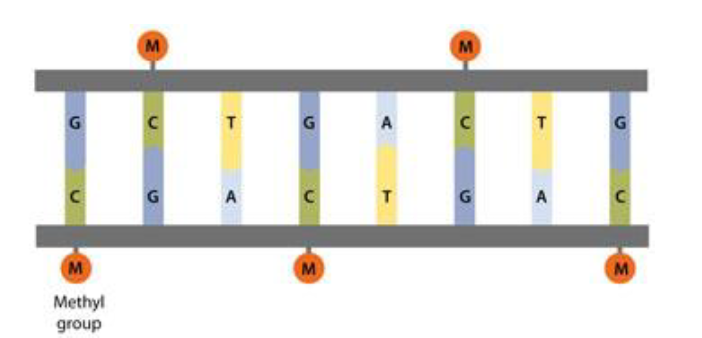 M M
G C T G A C T G
C G A C T G A C
M M M
Methyl
group